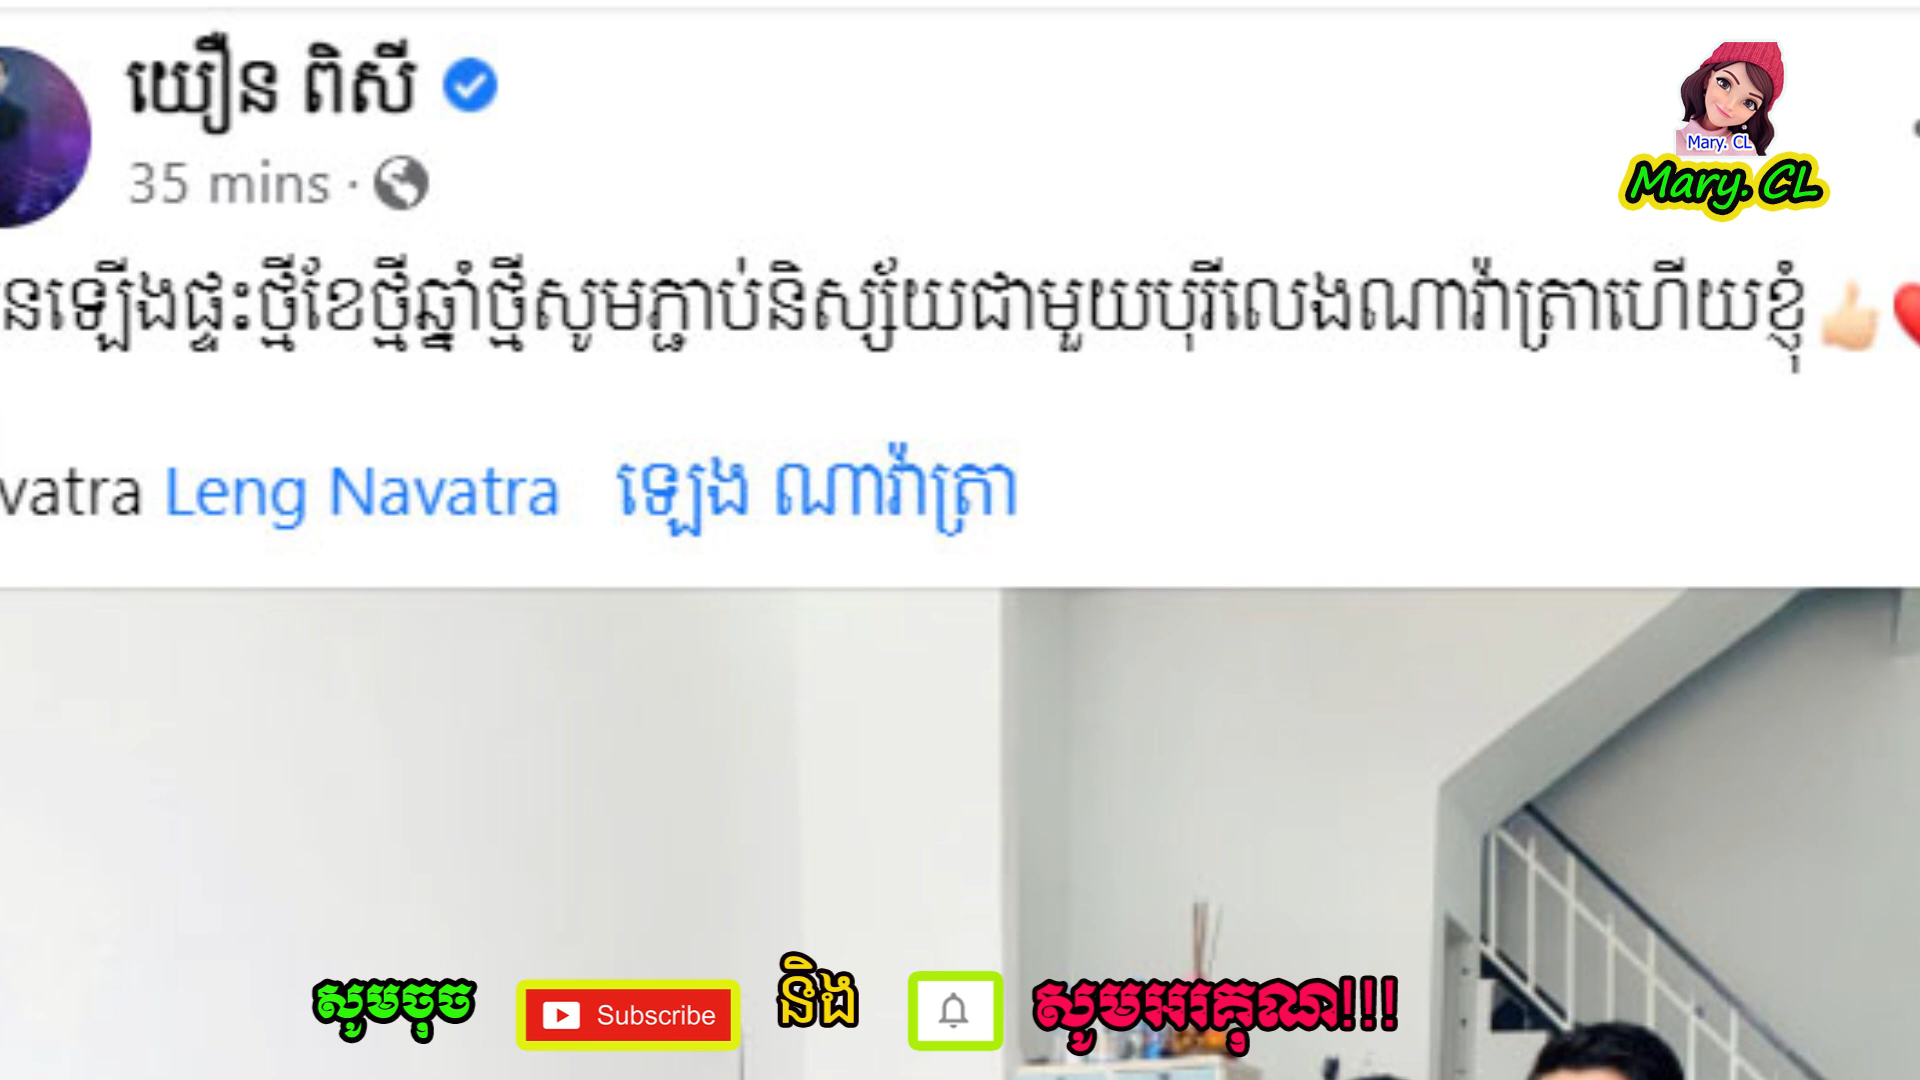 យឿន ពិសី
35 mins ·
Mary. CL
Mary. CL
នឡើងផ្ទះថ្មីខែថ្មីឆ្នាំថ្មីសូមភ្ជាប់និស្ស័យជាមួយបុរីលេងណាវ៉ាត្រាហើយខ្ញុំ👍🏻❤
vatra Leng Navatra ឡេង ណាវ៉ាត្រា
សូមចុច Subscribe និង សូមអរគុណ!!!